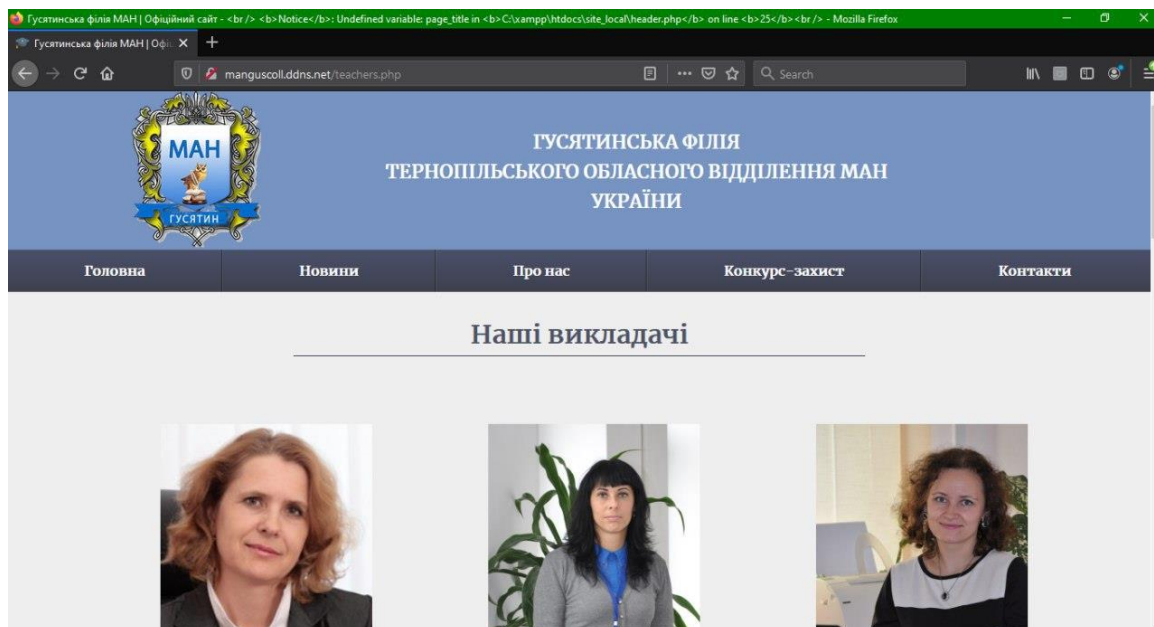 Гусятинська філія МАН | Офіційний сайт - <br /> <b>Notice</b>: Undefined variable: page_title in <b>C:\xampp\htdocs\site_local\header.php</b> on line <b>25</b><br /> - Mozilla Firefox
Гусятинська філія МАН | Офі
manguscoll.ddns.net/teachers.php
Search
МАН
ГУСЯТИН
ГУСЯТИНСЬКА ФІЛІЯ
ТЕРНОПІЛЬСЬКОГО ОБЛАСНОГО ВІДДІЛЕННЯ МАН
УКРАЇНИ
Головна Новини Про нас Конкурс-захист Контакти
Наші викладачі